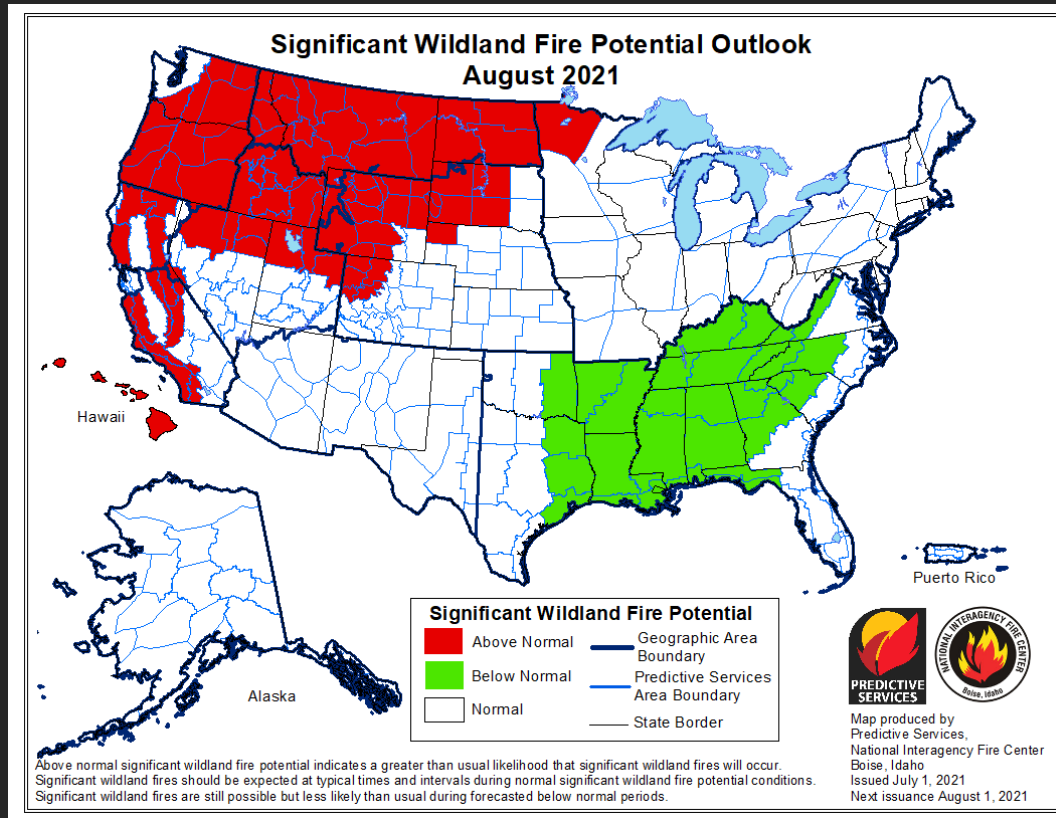 Significant Wildland Fire Potential Outlook
August 2021
Hawaii
Alaska
Puerto Rico
Significant Wildland Fire Potential
Above Normal
Below Normal
Normal
Geographic Area
Boundary
Predictive Services
Area Boundary
State Border
PREDICTIVE
SERVICES
NATIONAL INTERAGENCY FIRE CENTER
Boise, Idaho
Map produced by
Predictive Services,
National Interagency Fire Center
Boise, Idaho
Issued July 1, 2021
Next issuance August 1, 2021
Above normal significant wildland fire potential indicates a greater than usual likelihood that significant wildland fires will occur.
Significant wildland fires should be expected at typical times and intervals during normal significant wildland fire potential conditions.
Significant wildland fires are still possible but less likely than usual during forecasted below normal periods.